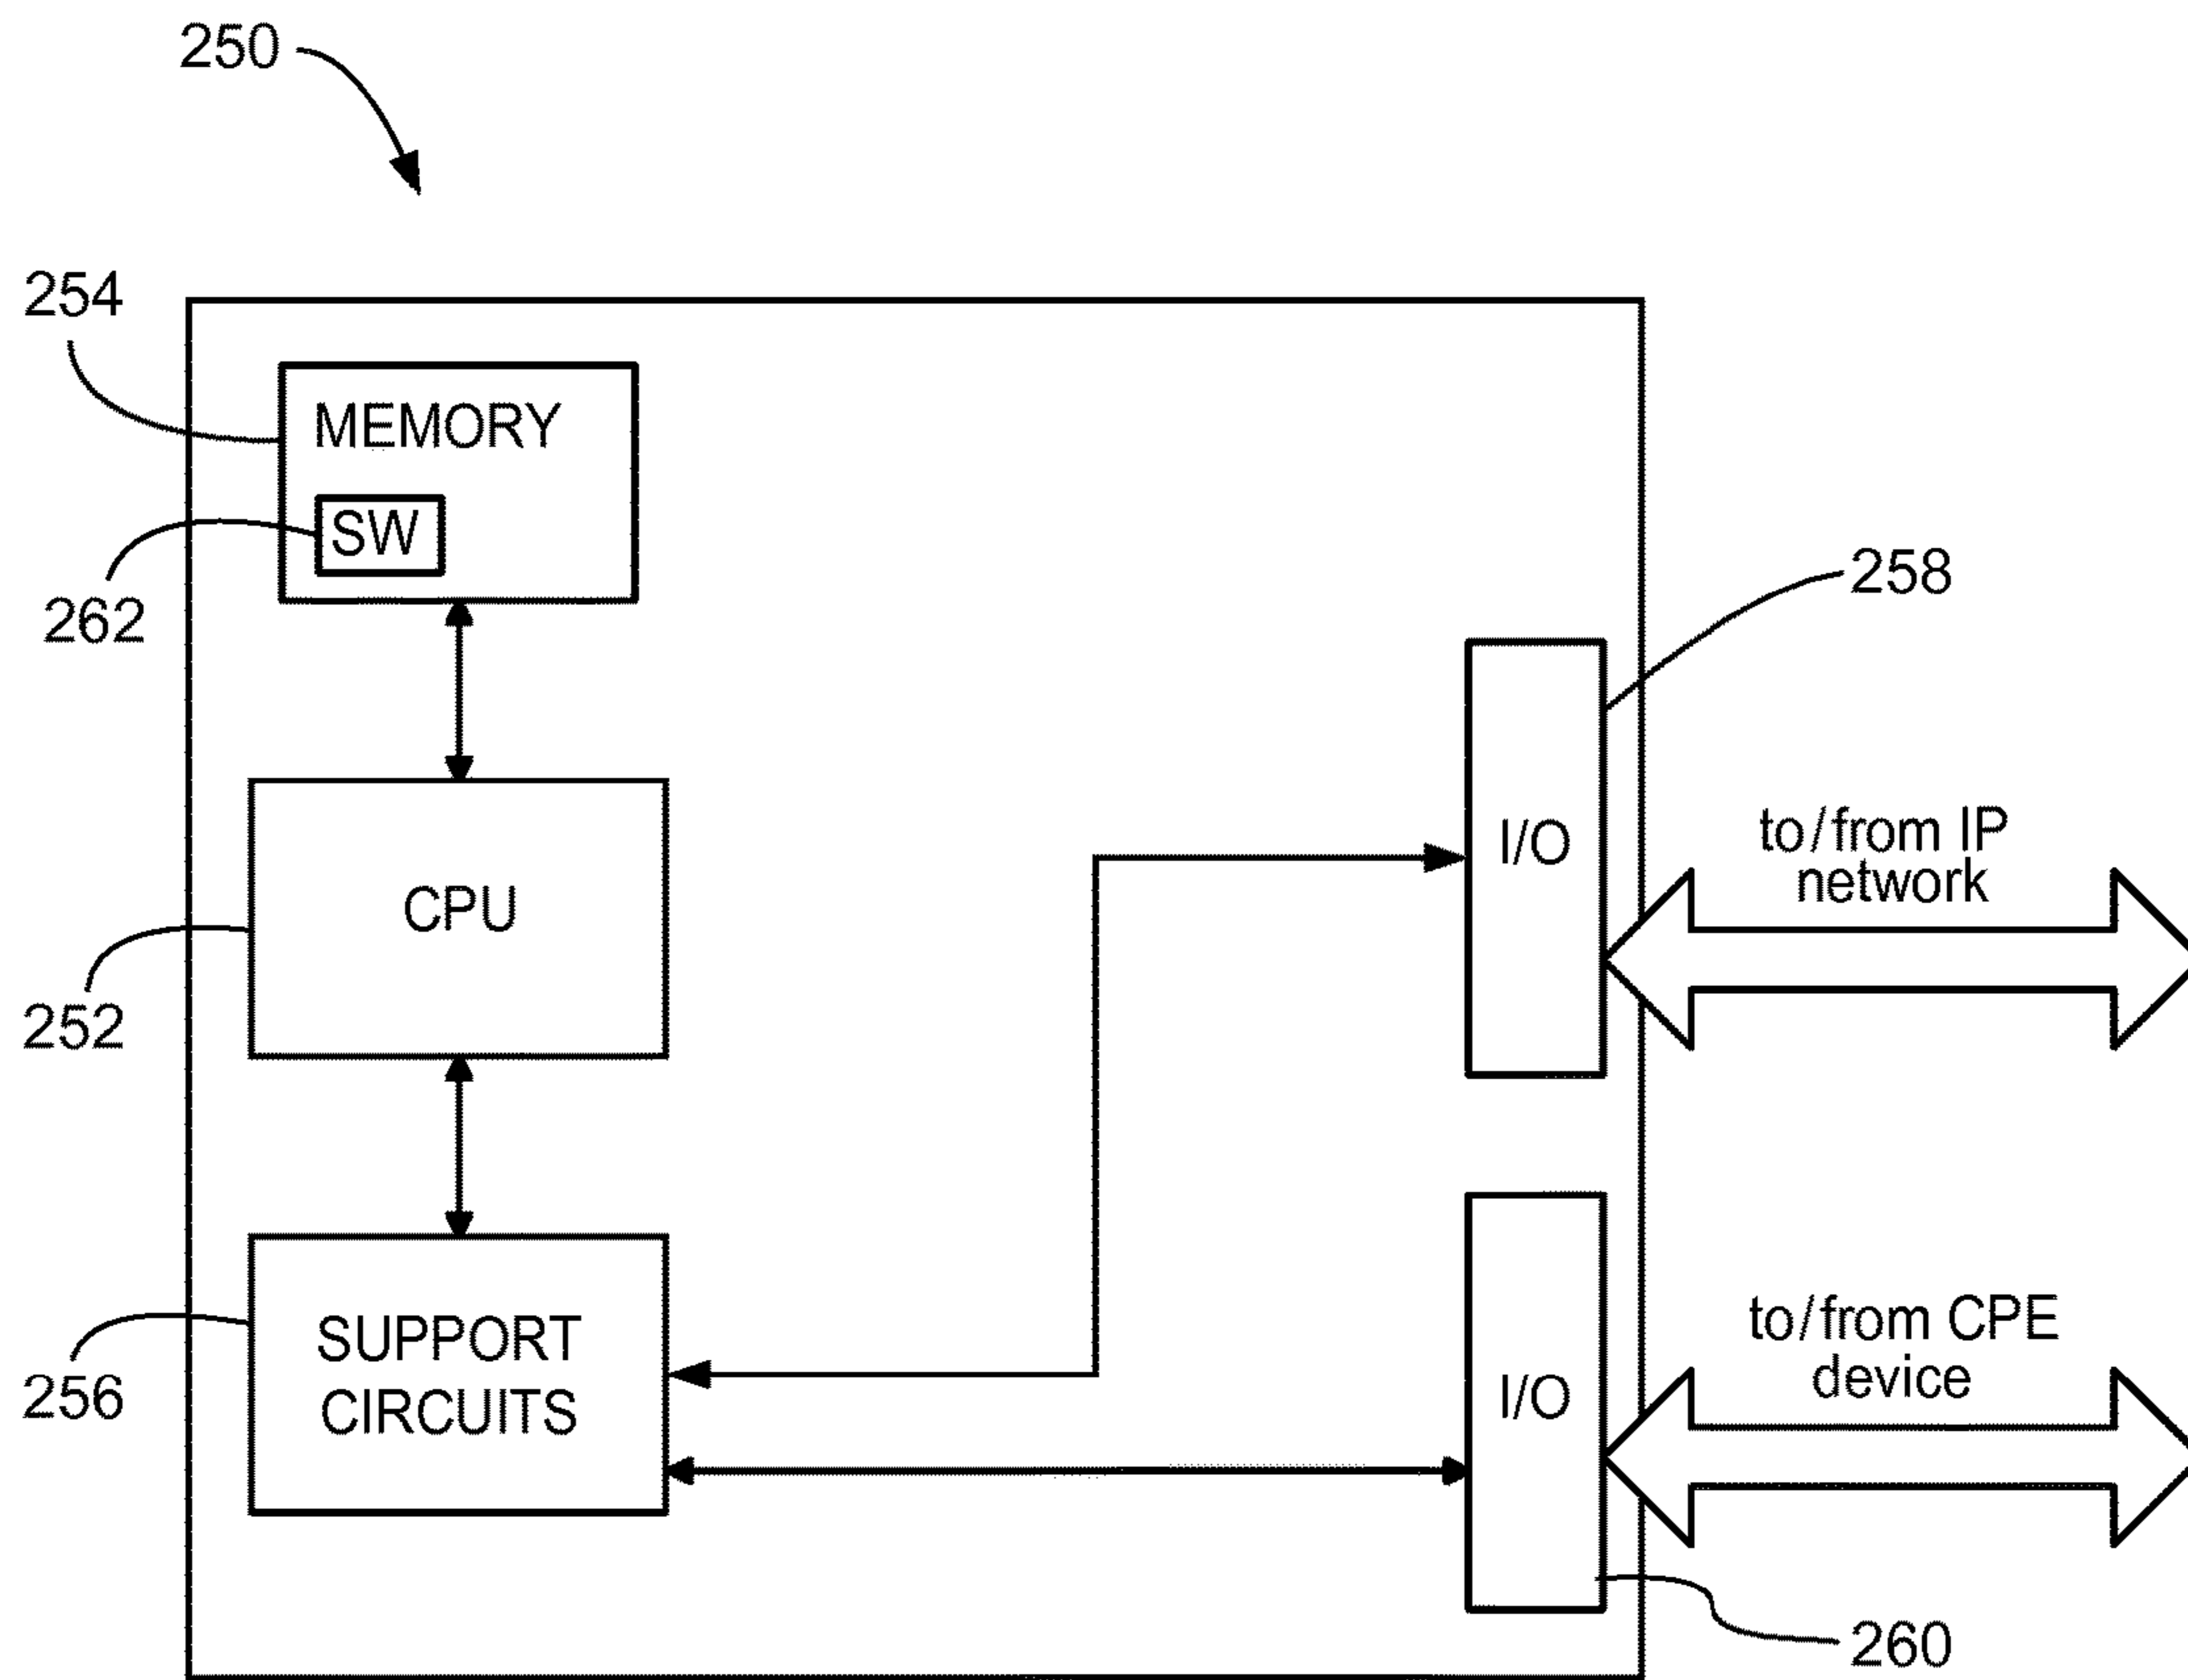 250
254
MEMORY
SW
262
258
I/O
to/from IP
network
CPU
252
SUPPORT
CIRCUITS
256
I/O
to/from CPE
device
260